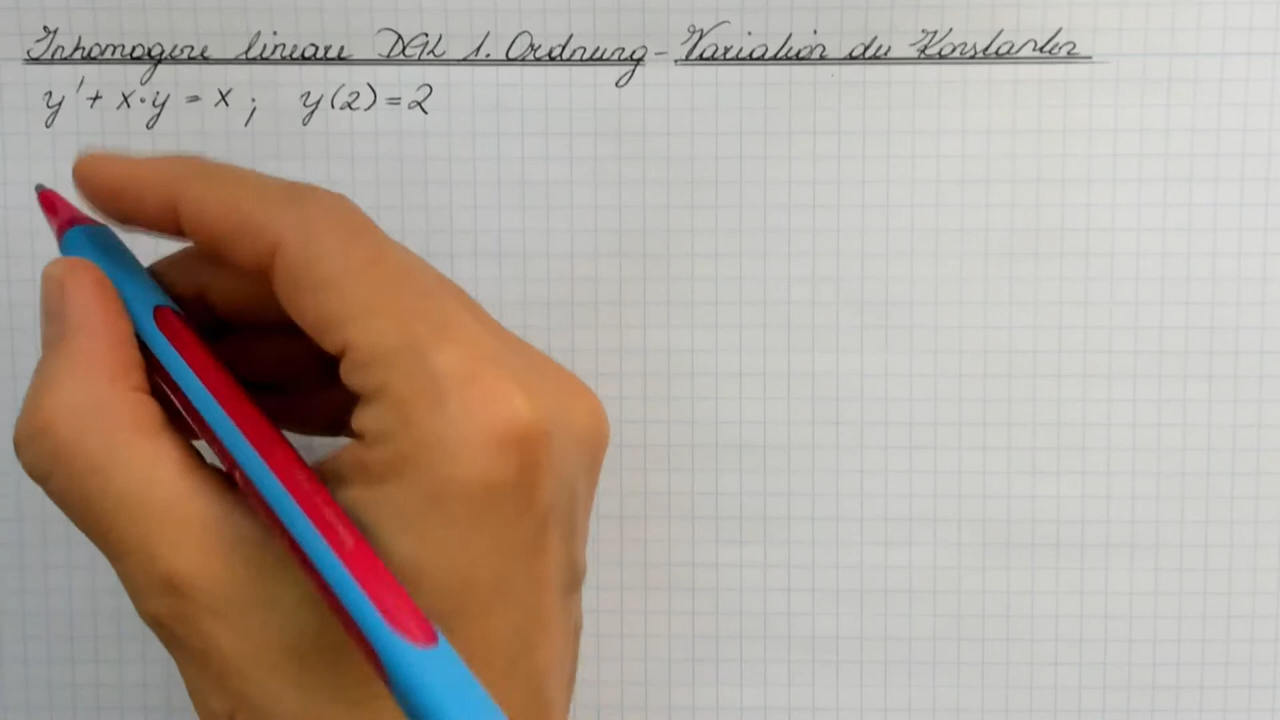 Inhomogene lineare DGL 1. Ordnung - Variation der Konstanten
y' + x·y = x ; y(2) = 2